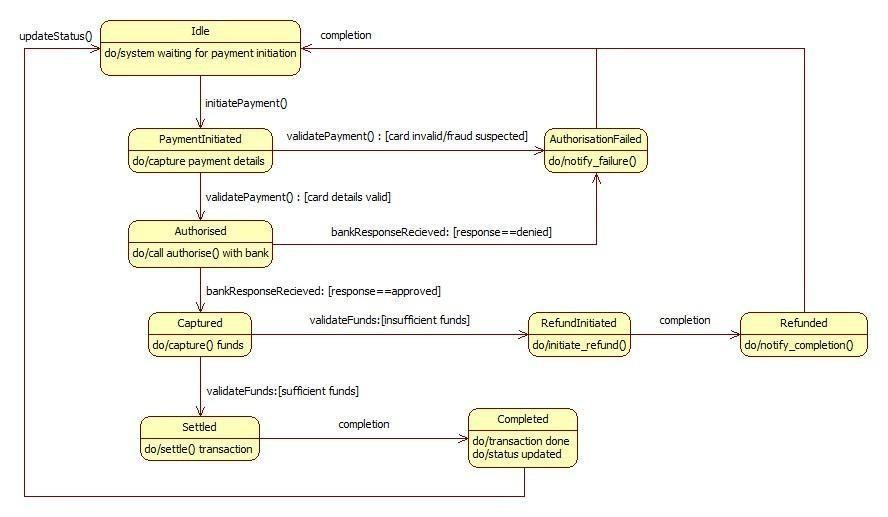 Idle
updateStatus()
completion
do/system waiting for payment initiation
initiatePayment()
PaymentInitiated
validatePayment() : [card invalid/fraud suspected]
AuthorisationFailed
do/capture payment details
do/notify_failure()
validatePayment() : [card details valid]
Authorised
bankResponseRecieved: [response==denied]
do/call authorise() with bank
bankResponseRecieved: [response==approved]
Captured
validateFunds:[insufficient funds]
RefundInitiated
completion
Refunded
do/capture() funds
do/initiate_refund()
do/notify_completion()
validateFunds:[sufficient funds]
Settled
completion
Completed
do/settle() transaction
do/transaction done
do/status updated